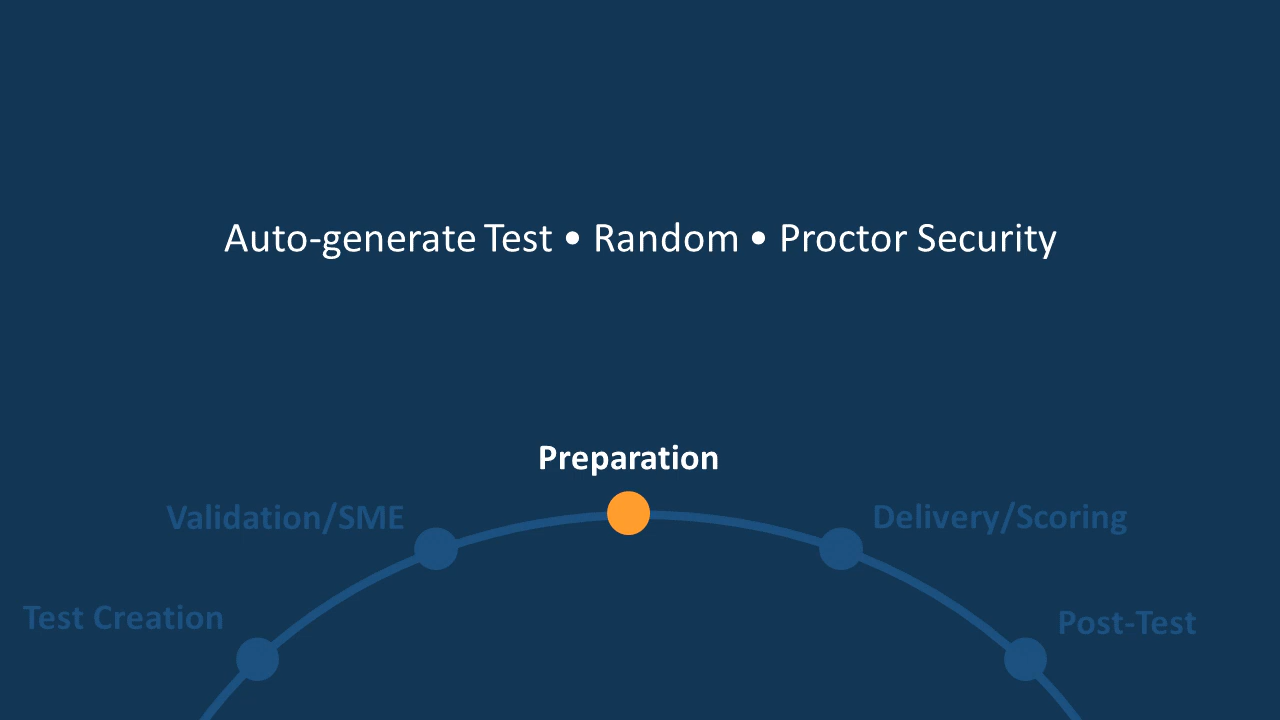 Auto-generate Test • Random • Proctor Security
Preparation
Validation/SME
Delivery/Scoring
Test Creation
Post-Test